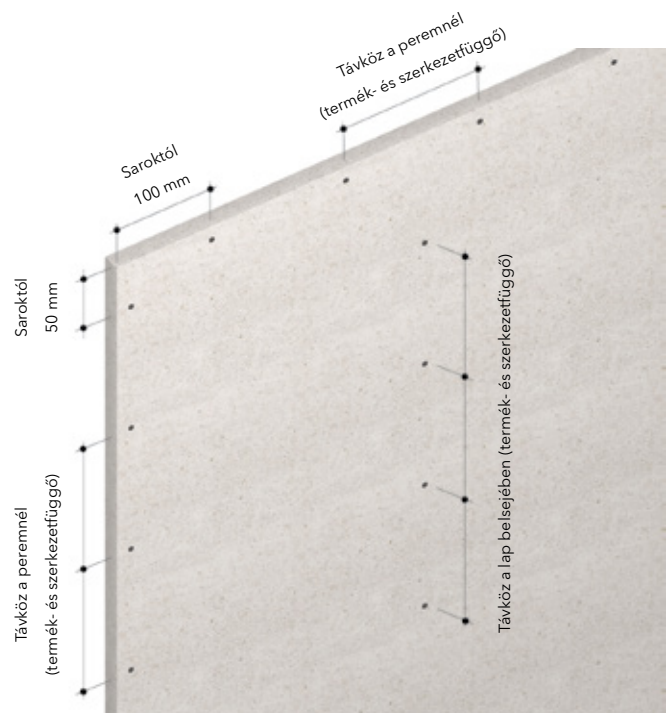 Távköz a peremnél
(termék- és szerkezetfüggő)
Saroktól
100 mm
Saroktól
50 mm
Távköz a peremnél
(termék- és szerkezetfüggő)
Távköz a lap belsejében (termék- és szerkezetfüggő)